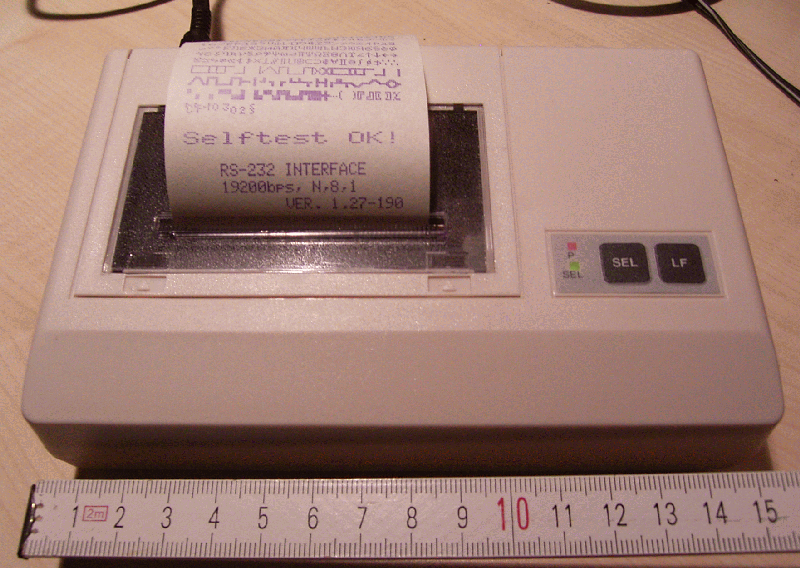 Selftest OK!
RS-232 INTERFACE
19200bps, N,8,1
VER. 1.27-190
P
SEL
SEL
LF
1 2m 2 3 4 5 6 7 8 9 10 11 12 13 14 15